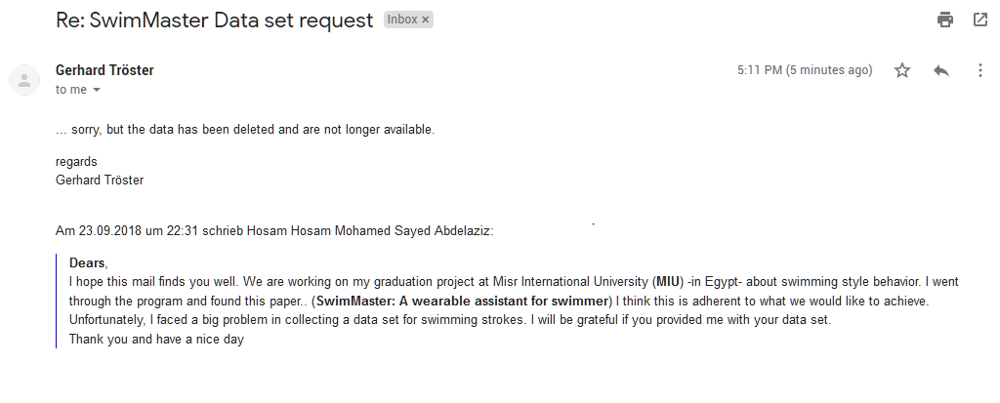 Re: SwimMaster Data set request Inbox ×
Gerhard Tröster 5:11 PM (5 minutes ago)
to me
... sorry, but the data has been deleted and are not longer available.
regards
Gerhard Tröster
Am 23.09.2018 um 22:31 schrieb Hosam Hosam Mohamed Sayed Abdelaziz:
Dears,
I hope this mail finds you well. We are working on my graduation project at Misr International University (MIU) -in Egypt- about swimming style behavior. I went
through the program and found this paper.. (SwimMaster: A wearable assistant for swimmer) I think this is adherent to what we would like to achieve.
Unfortunately, I faced a big problem in collecting a data set for swimming strokes. I will be grateful if you provided me with your data set.
Thank you and have a nice day